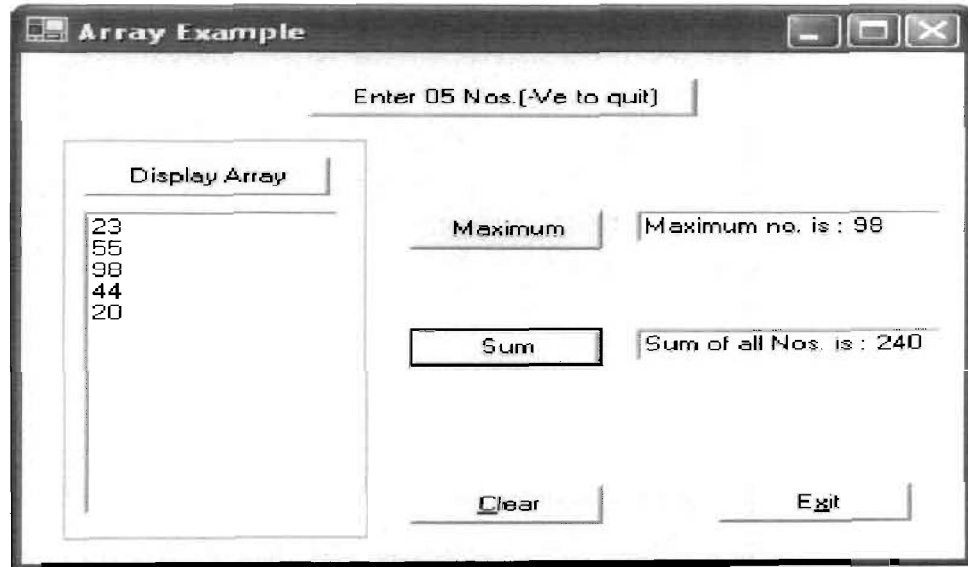 Array Example
Enter 05 Nos.(-Ve to quit)
Display Array
23
55
98
44
20
Maximum
Maximum no. is : 98
Sum
Sum of all Nos. is : 240
Clear
Exit